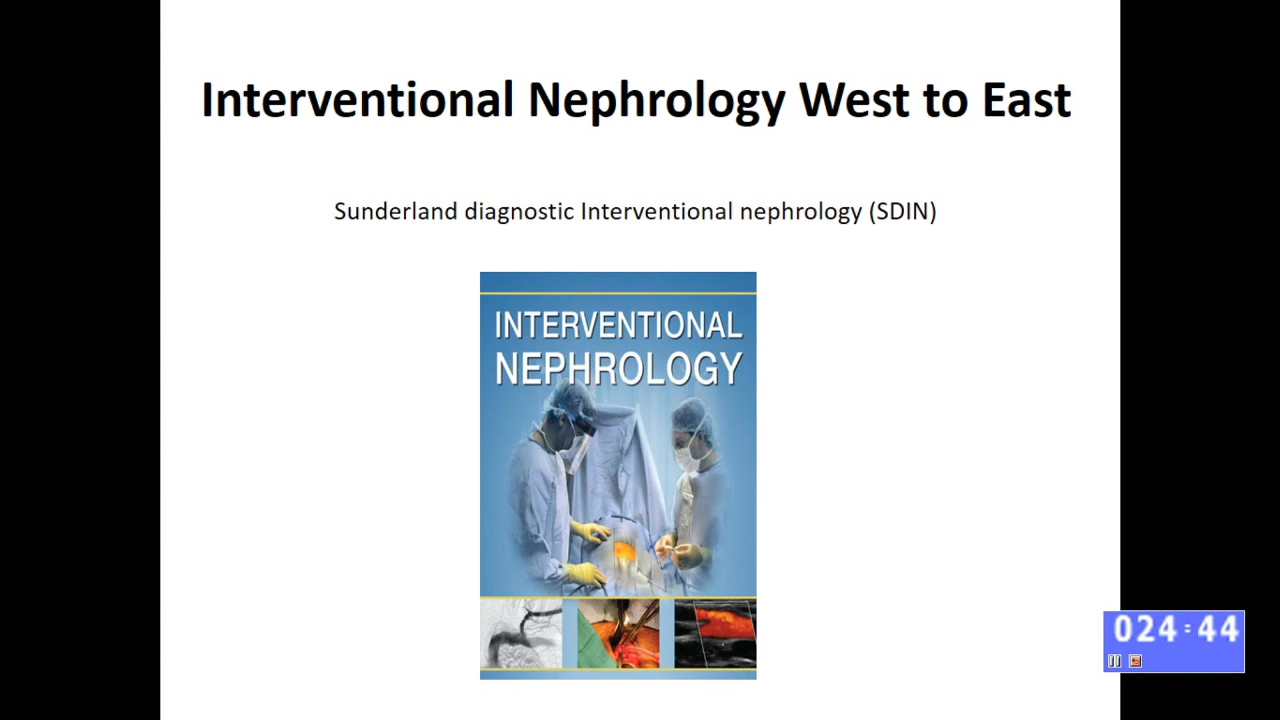 Interventional Nephrology West to East
Sunderland diagnostic Interventional nephrology (SDIN)
INTERVENTIONAL
NEPHROLOGY
024:44